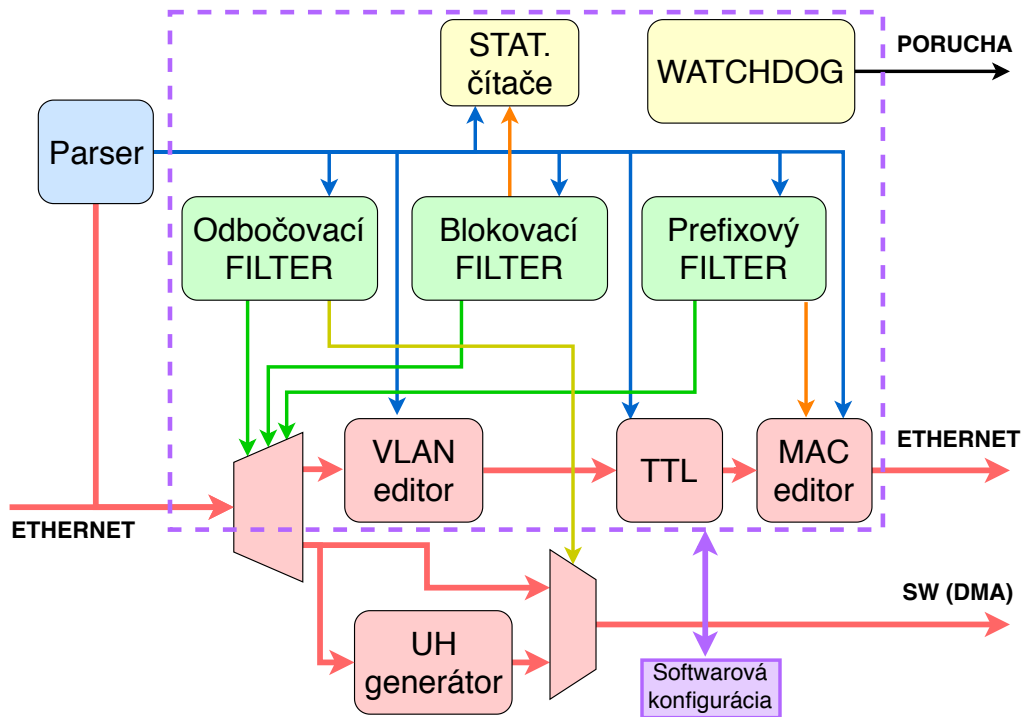 STAT.
čítače
WATCHDOG
PORUCHA
Parser
Odbočovací
FILTER
Blokovací
FILTER
Prefixový
FILTER
VLAN
editor
TTL
MAC
editor
ETHERNET
ETHERNET
SW (DMA)
UH
generátor
Softwarová
konfigurácia